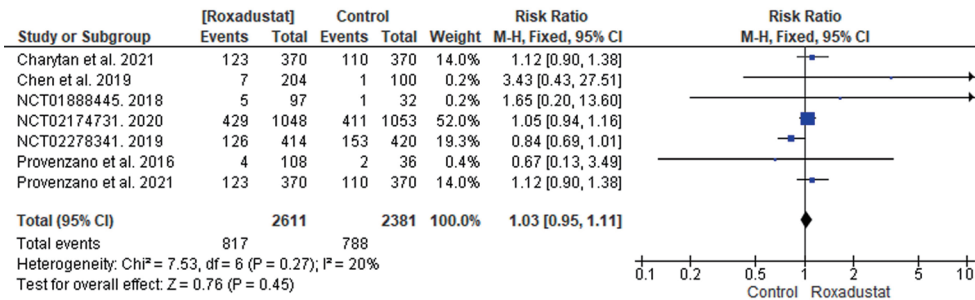 [Roxadustat] Control Risk Ratio Risk Ratio
Study or Subgroup Events Total Events Total Weight M-H, Fixed, 95% CI M-H, Fixed, 95% CI
Charytan et al. 2021 123 370 110 370 14.0% 1.12 [0.90, 1.38]
Chen et al. 2019 7 204 1 100 0.2% 3.43 [0.43, 27.51]
NCT01888445. 2018 5 97 1 32 0.2% 1.65 [0.20, 13.60]
NCT02174731. 2020 429 1048 411 1053 52.0% 1.05 [0.94, 1.16]
NCT02278341. 2019 126 414 153 420 19.3% 0.84 [0.69, 1.01]
Provenzano et al. 2016 4 108 2 36 0.4% 0.67 [0.13, 3.49]
Provenzano et al. 2021 123 370 110 370 14.0% 1.12 [0.90, 1.38]
Total (95% CI) 2611 2381 100.0% 1.03 [0.95, 1.11]
Total events 817 788
Heterogeneity: Chi² = 7.53, df = 6 (P = 0.27); I² = 20%
Test for overall effect: Z = 0.76 (P = 0.45)
0.1 0.2 0.5 1 2 5 10
Control Roxadustat